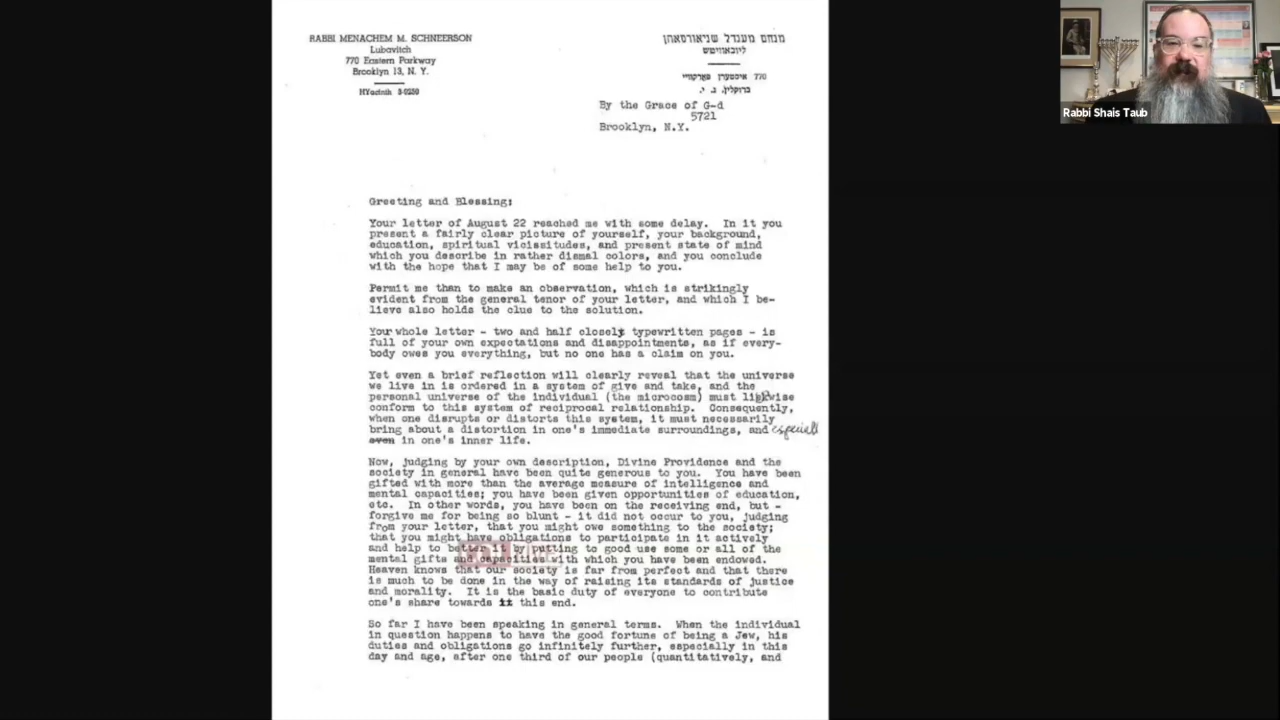 RABBI MENACHEM M. SCHNEERSON
Lubavitch
770 Eastern Parkway
Brooklyn 13, N. Y.
HYacinth 3-9250
מנחם מענדל שניאורסאהן
ליובאוויטש
770 איסטערן פארקוויי
ברוקלין, נ. י.
By the Grace of G-d
5721
Brooklyn, N.Y.
Greeting and Blessing:
Your letter of August 22 reached me with some delay. In it you
present a fairly clear picture of yourself, your background,
education, spiritual vicissitudes, and present state of mind
which you describe in rather dismal colors, and you conclude
with the hope that I may be of some help to you.
Permit me than to make an observation, which is strikingly
evident from the general tenor of your letter, and which I be-
lieve also holds the clue to the solution.
Your whole letter - two and half closely typewritten pages - is
full of your own expectations and disappointments, as if every-
body owes you everything, but no one has a claim on you.
Yet even a brief reflection will clearly reveal that the universe
we live in is ordered in a system of give and take, and the
personal universe of the individual (the microcosm) must likewise
conform to this system of reciprocal relationship. Consequently,
when one disrupts or distorts this system, it must necessarily
bring about a distortion in one's immediate surroundings, and especially
even in one's inner life.
Now, judging by your own description, Divine Providence and the
society in general have been quite generous to you. You have been
gifted with more than the average measure of intelligence and
mental capacities; you have been given opportunities of education,
etc. In other words, you have been on the receiving end, but -
forgive me for being so blunt - it did not occur to you, judging
from your letter, that you might owe something to the society;
that you might have obligations to participate in it actively
and help to better it by putting to good use some or all of the
mental gifts and capacities with which you have been endowed.
Heaven knows that our society is far from perfect and that there
is much to be done in the way of raising its standards of justice
and morality. It is the basic duty of everyone to contribute
one's share towards it this end.
So far I have been speaking in general terms. When the individual
in question happens to have the good fortune of being a Jew, his
duties and obligations go infinitely further, especially in this
day and age, after one third of our people (quantitatively, and
Rabbi Shais Taub